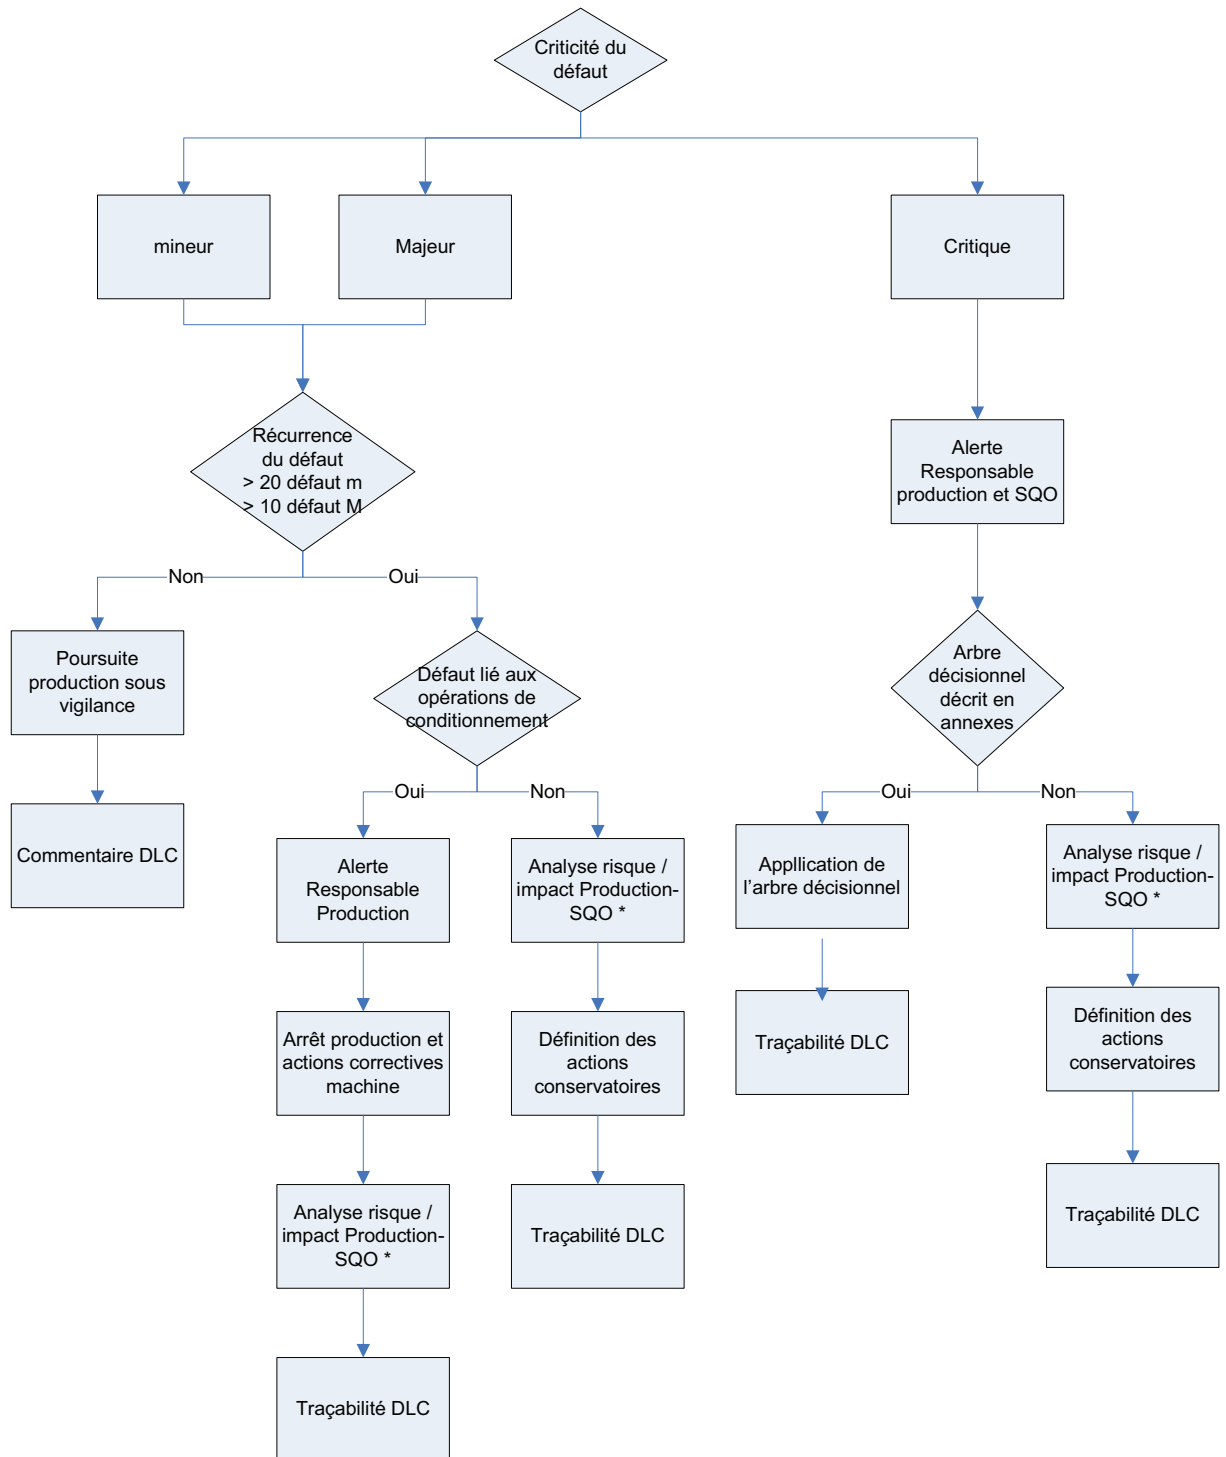 Criticité du
défaut
mineur
Majeur
Critique
Récurrence
du défaut
> 20 défaut m
> 10 défaut M
Alerte
Responsable
production et SQO
Non
Oui
Poursuite
production sous
vigilance
Défaut lié aux
opérations de
conditionnement
Arbre
décisionnel
décrit en
annexes
Oui
Non
Oui
Non
Commentaire DLC
Alerte
Responsable
Production
Analyse risque /
impact Production-
SQO *
Appllication de
l’arbre décisionnel
Analyse risque /
impact Production-
SQO *
Arrêt production et
actions correctives
machine
Définition des
actions
conservatoires
Traçabilité DLC
Définition des
actions
conservatoires
Analyse risque /
impact Production-
SQO *
Traçabilité DLC
Traçabilité DLC
Traçabilité DLC